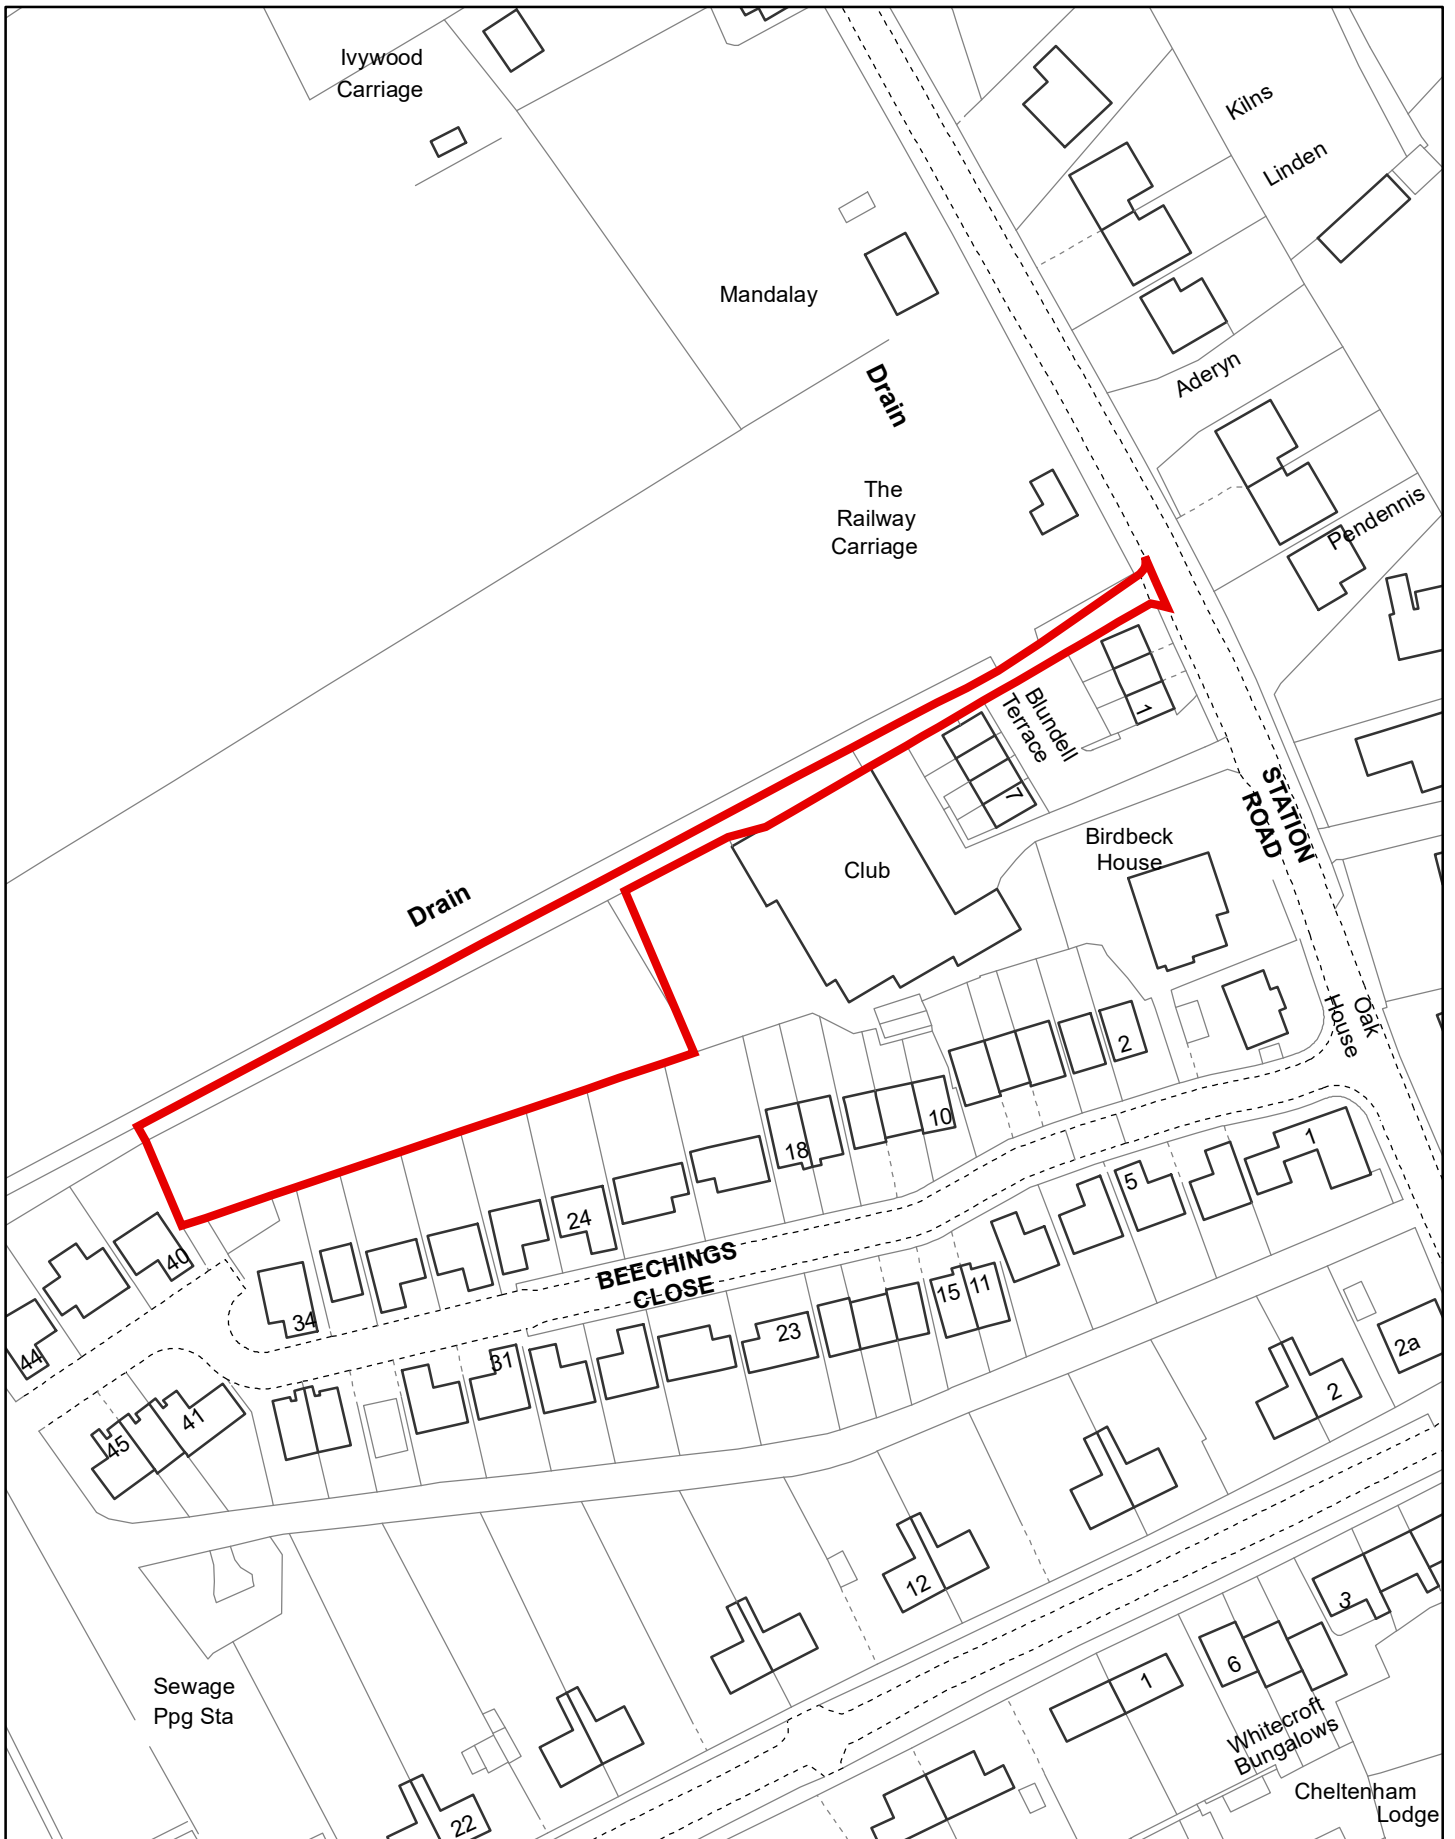 Ivywood
Carriage
Kilns
Linden
Mandalay
Aderyn
Drain
The
Railway
Carriage
Pendennis
Blundell
Terrace
1
7
STATION
ROAD
Birdbeck
House
Club
Drain
Oak
House
2
10
18
24
1
5
BEECHINGS
CLOSE
40
34
44
15
11
23
31
41
45
2a
2
12
3
6
1
Whitecroft
Bungalows
Sewage
Ppg Sta
Cheltenham
Lodge
22